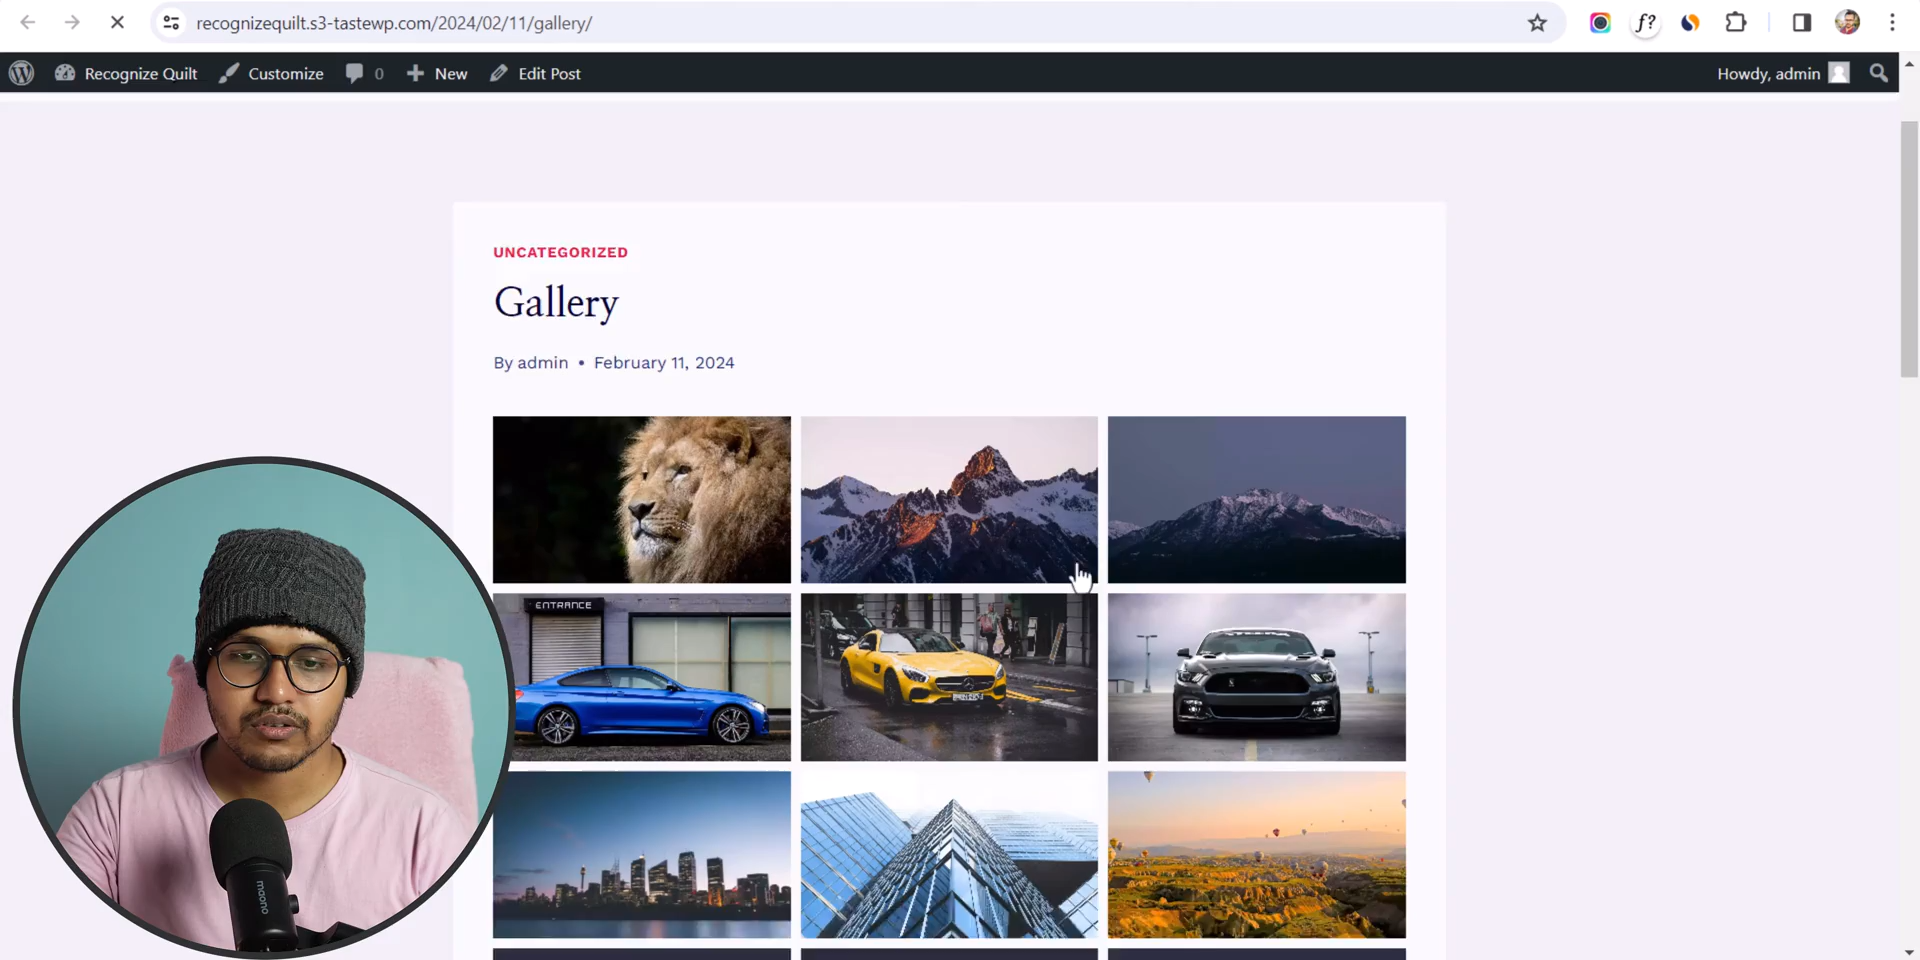 recognizequilt.s3-tastewp.com/2024/02/11/gallery/
f?
Recognize Quilt Customize 0 New Edit Post Howdy, admin
UNCATEGORIZED
Gallery
By admin • February 11, 2024
ENTRANCE
maono